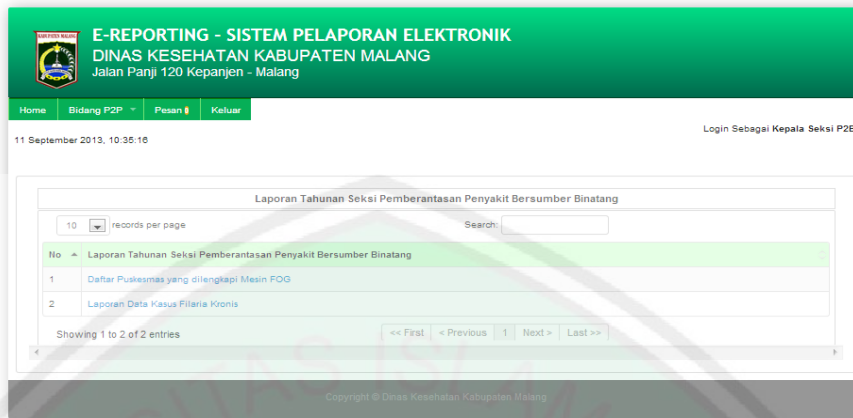 KABUPATEN MALANG
E-REPORTING - SISTEM PELAPORAN ELEKTRONIK
DINAS KESEHATAN KABUPATEN MALANG
Jalan Panji 120 Kepanjen - Malang
Home Bidang P2P Pesan Keluar
11 September 2013, 10:35:16
Login Sebagai Kepala Seksi P2B
Laporan Tahunan Seksi Pemberantasan Penyakit Bersumber Binatang
10 records per page Search:
No Laporan Tahunan Seksi Pemberantasan Penyakit Bersumber Binatang
1 Daftar Puskesmas yang dilengkapi Mesin FOG
2 Laporan Data Kasus Filaria Kronis
Showing 1 to 2 of 2 entries << First < Previous 1 Next > Last >>
Copyright © Dinas Kesehatan Kabupaten Malang